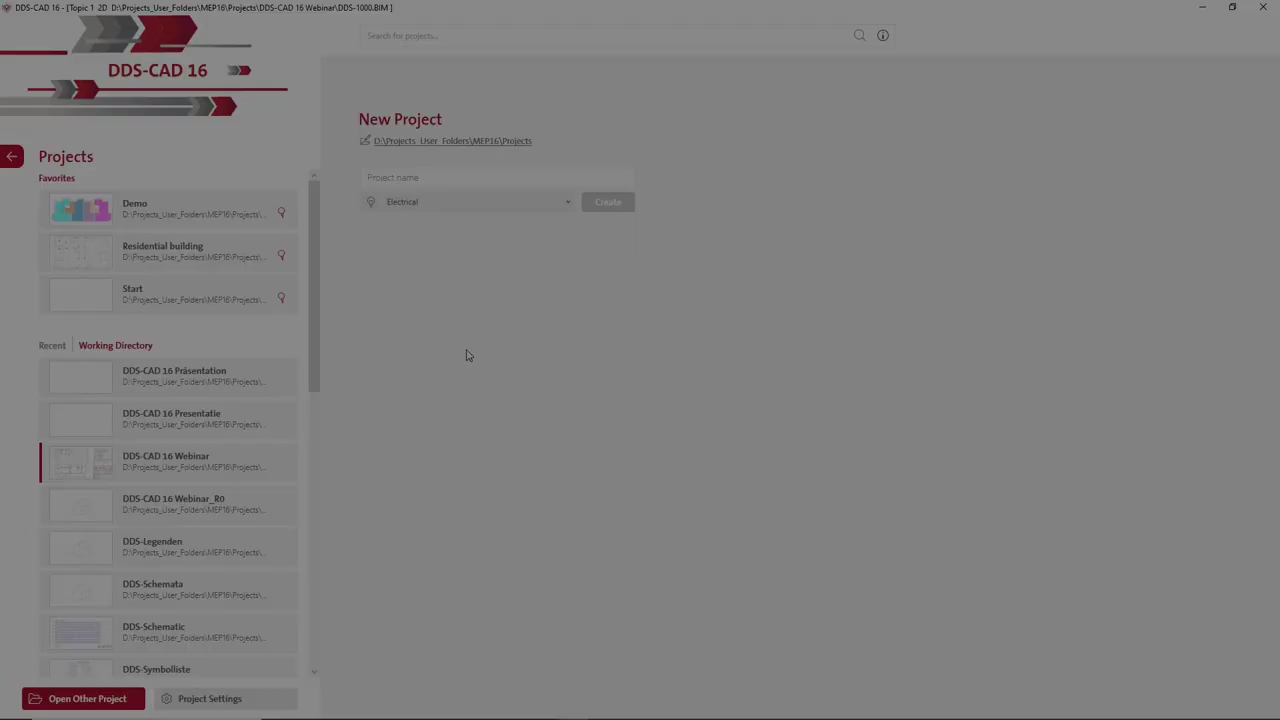 DDS-CAD 16 - [Topic 1 2D D:\Projects_User_Folders\MEP16\Projects\DDS-CAD 16 Webinar\DDS-1000.BIM ]
Search for projects...
DDS-CAD 16
New Project
D:\Projects_User_Folders\MEP16\Projects
Projects
Favorites
Project name
Electrical
Create
Demo
D:\Projects_User_Folders\MEP16\Projects\...
Residential building
D:\Projects_User_Folders\MEP16\Projects\...
Start
D:\Projects_User_Folders\MEP16\Projects\...
Recent
Working Directory
DDS-CAD 16 Präsentation
D:\Projects_User_Folders\MEP16\Projects\...
DDS-CAD 16 Presentatie
D:\Projects_User_Folders\MEP16\Projects\...
DDS-CAD 16 Webinar
D:\Projects_User_Folders\MEP16\Projects\...
DDS-CAD 16 Webinar_R0
D:\Projects_User_Folders\MEP16\Projects\...
DDS-Legenden
D:\Projects_User_Folders\MEP16\Projects\...
DDS-Schemata
D:\Projects_User_Folders\MEP16\Projects\...
DDS-Schematic
D:\Projects_User_Folders\MEP16\Projects\...
DDS-Symbolliste
Open Other Project
Project Settings